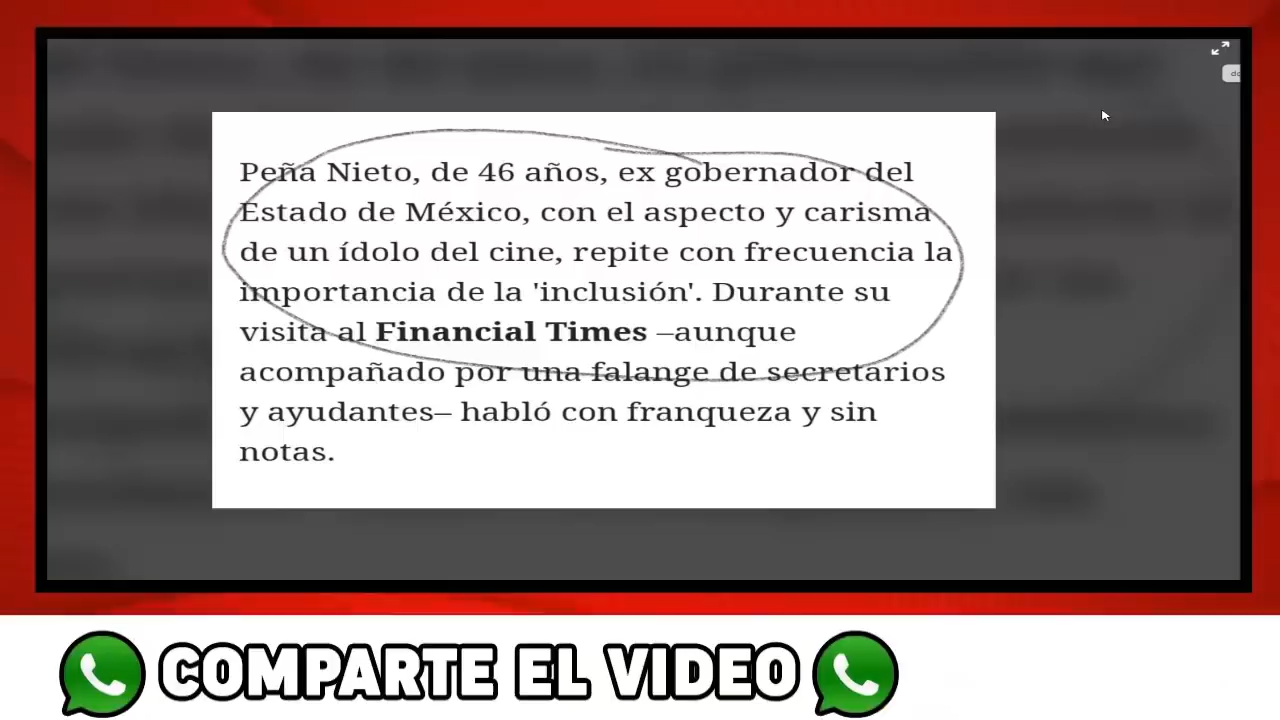 Peña Nieto, de 46 años, ex gobernador del
Estado de México, con el aspecto y carisma
de un ídolo del cine, repite con frecuencia la
importancia de la 'inclusión'. Durante su
visita al Financial Times –aunque
acompañado por una falange de secretarios
y ayudantes– habló con franqueza y sin
notas.
COMPARTE EL VIDEO